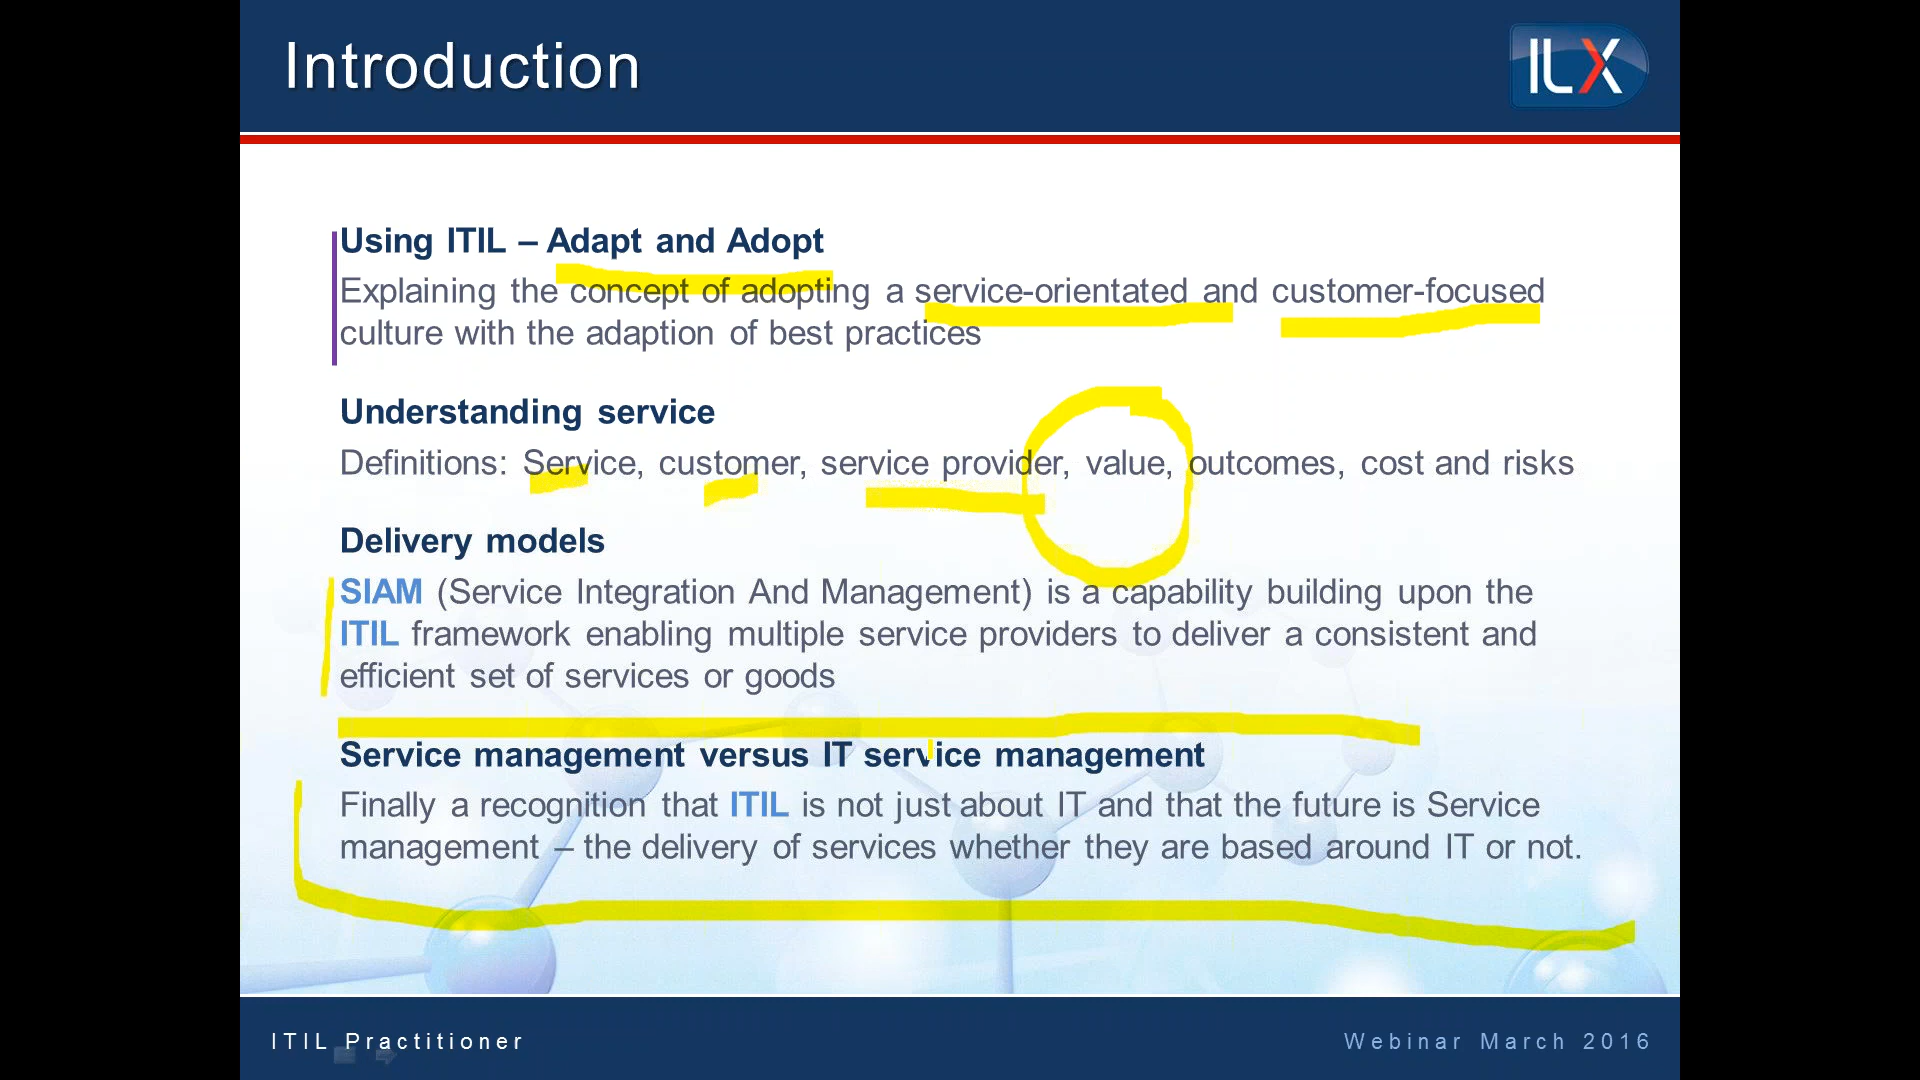 Introduction
ILX
Using ITIL – Adapt and Adopt
Explaining the concept of adopting a service-orientated and customer-focused
culture with the adaption of best practices
Understanding service
Definitions: Service, customer, service provider, value, outcomes, cost and risks
Delivery models
SIAM (Service Integration And Management) is a capability building upon the
ITIL framework enabling multiple service providers to deliver a consistent and
efficient set of services or goods
Service management versus IT service management
Finally a recognition that ITIL is not just about IT and that the future is Service
management – the delivery of services whether they are based around IT or not.
ITIL Practitioner
Webinar March 2016